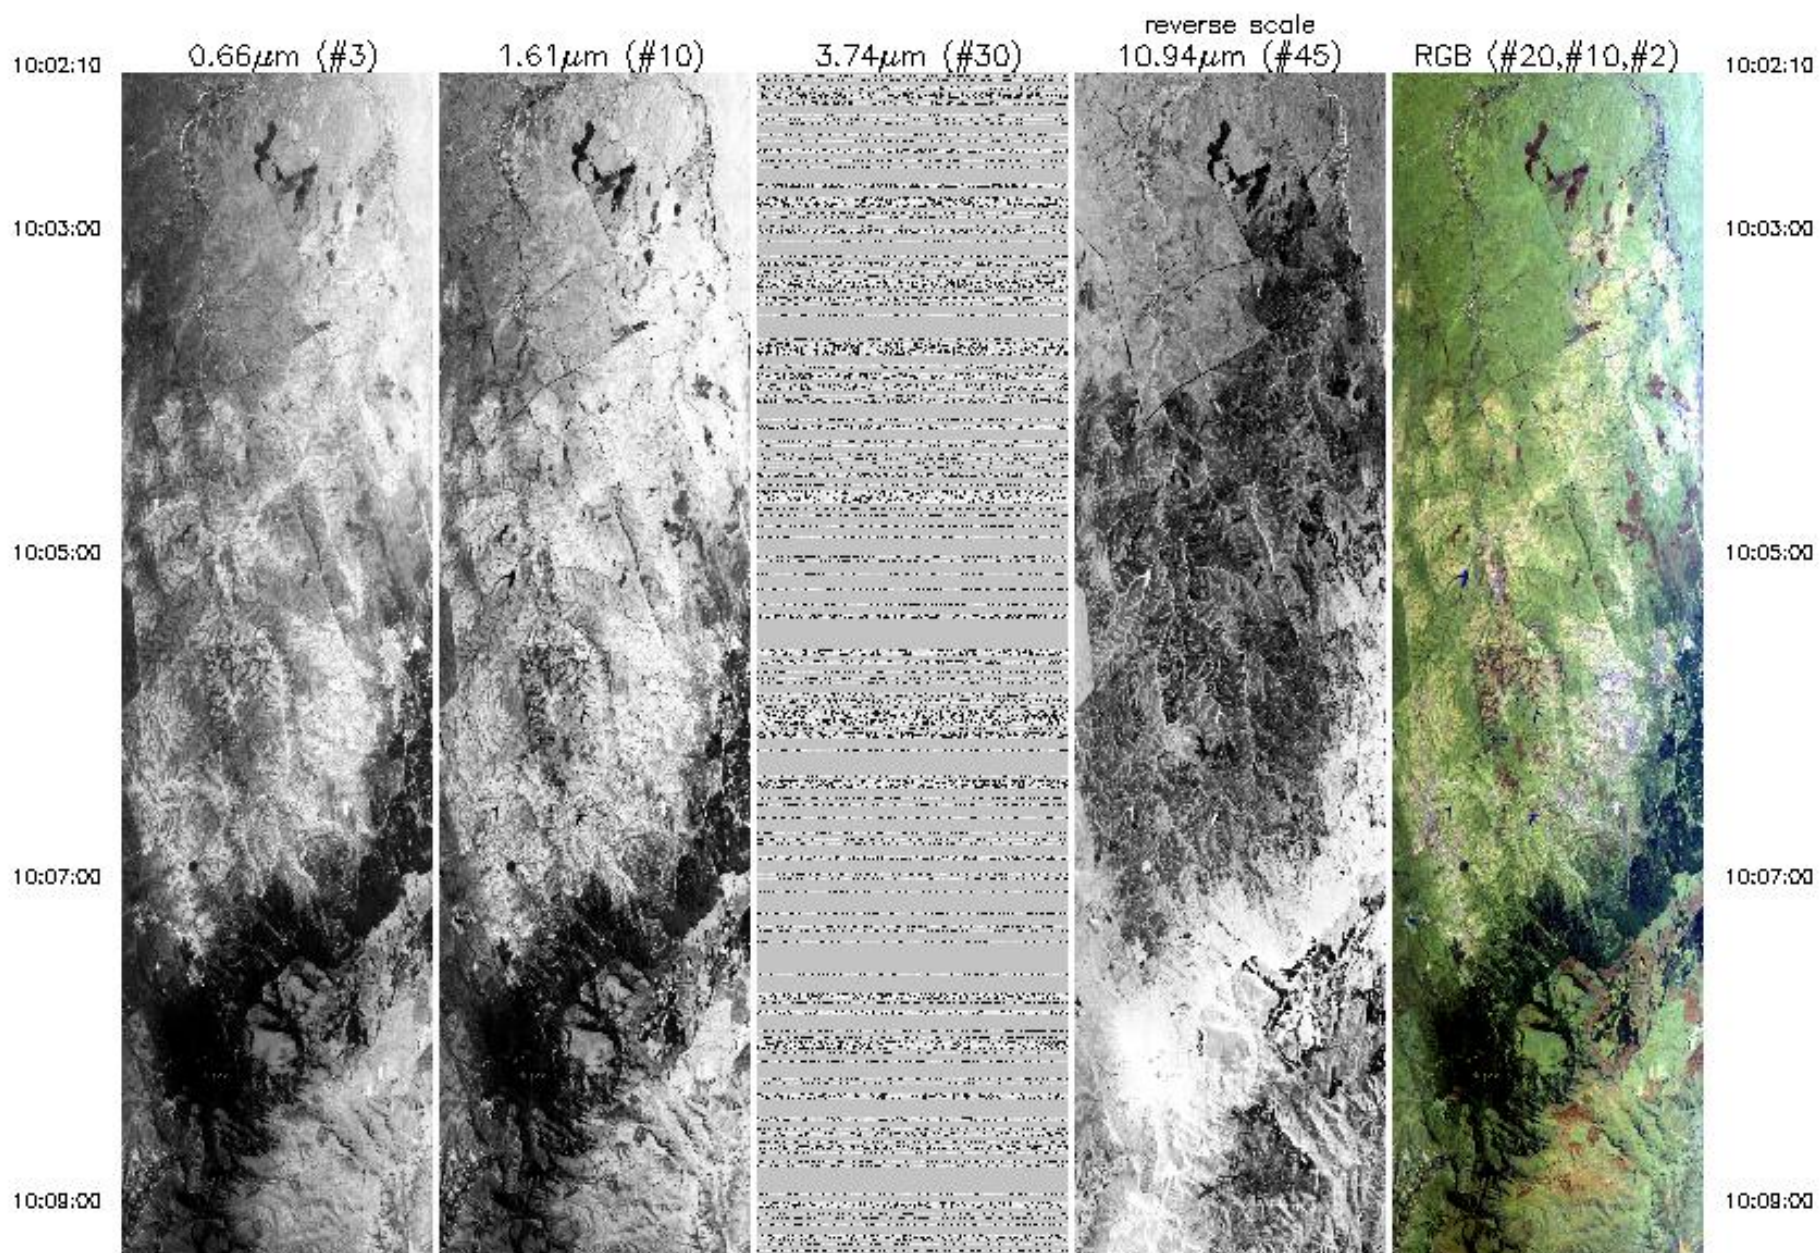 reverse scale
0.66μm (#3) 1.61μm (#10) 3.74μm (#30) 10.94μm (#45) RGB (#20,#10,#2)
10:02:10 10:02:10
10:03:00 10:03:00
10:05:00 10:05:00
10:07:00 10:07:00
10:09:00 10:09:00